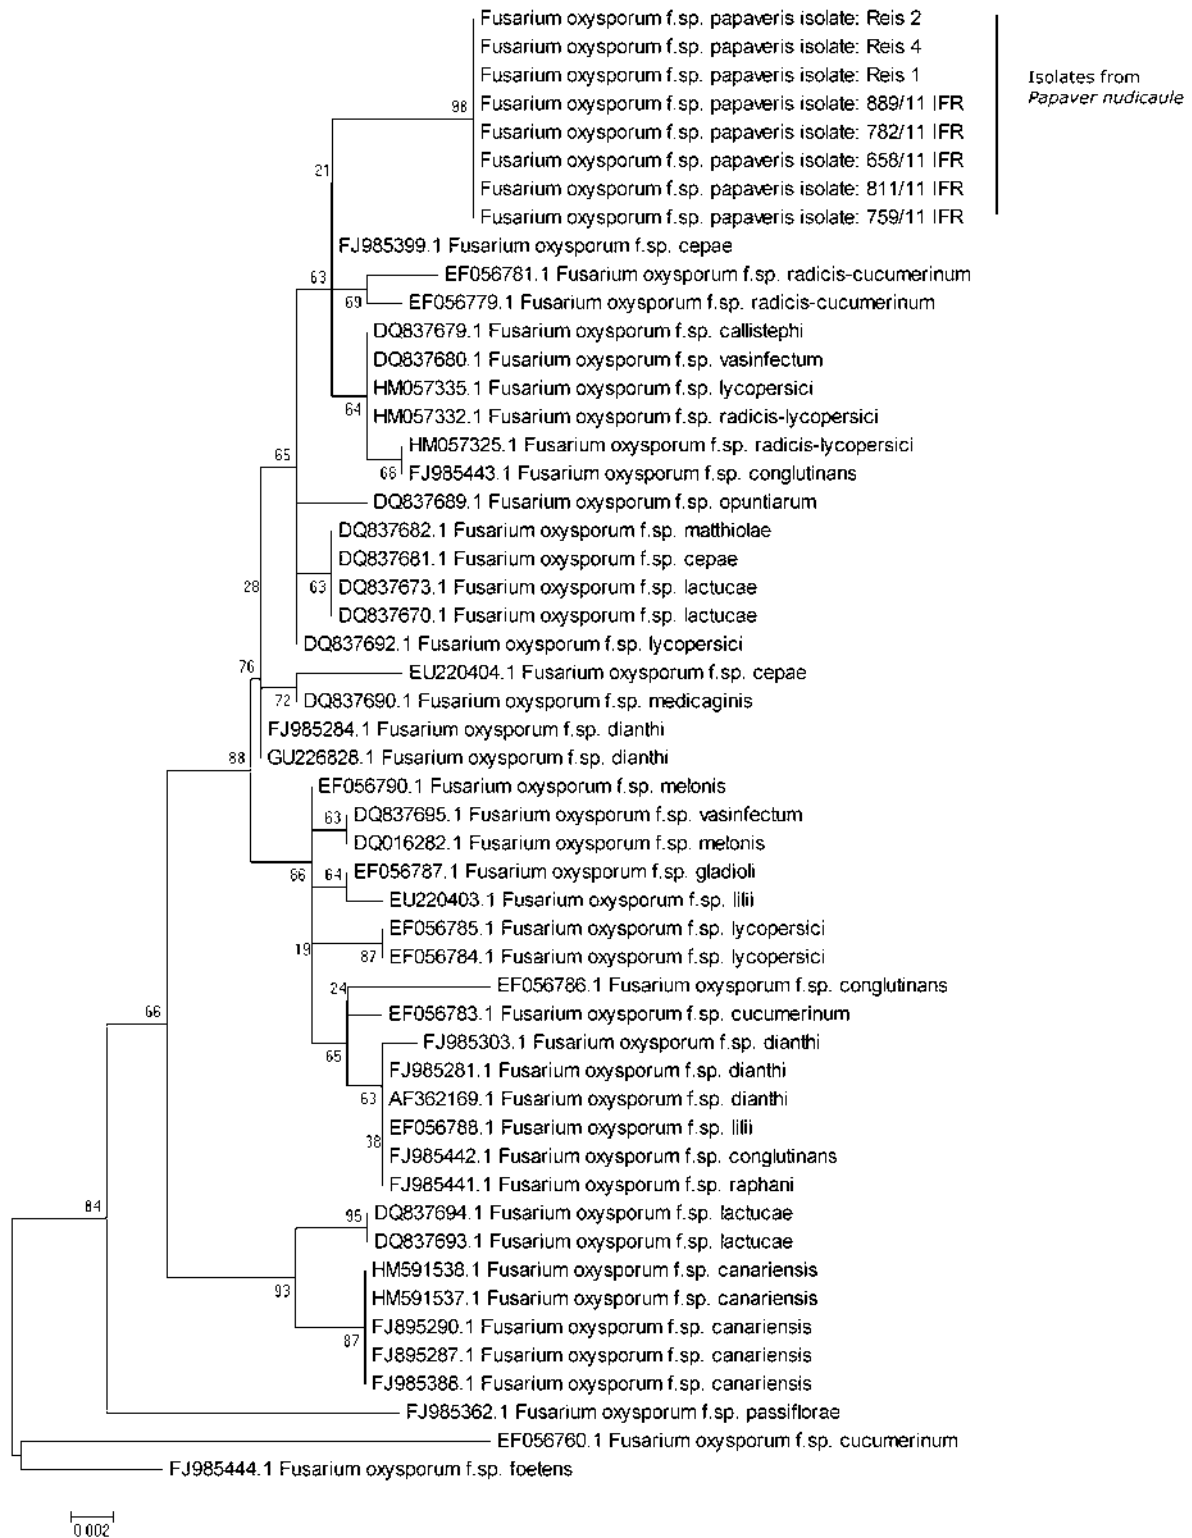 Fusarium oxysporum f.sp. papaveris isolate: Reis 2
Fusarium oxysporum f.sp. papaveris isolate: Reis 4
Fusarium oxysporum f.sp. papaveris isolate: Reis 1
Isolates from
Papaver nudicaule
98
Fusarium oxysporum f.sp. papaveris isolate: 889/11 IFR
Fusarium oxysporum f.sp. papaveris isolate: 782/11 IFR
Fusarium oxysporum f.sp. papaveris isolate: 658/11 IFR
21
Fusarium oxysporum f.sp. papaveris isolate: 811/11 IFR
Fusarium oxysporum f.sp. papaveris isolate: 759/11 IFR
FJ985399.1 Fusarium oxysporum f.sp. cepae
63
EF056781.1 Fusarium oxysporum f.sp. radicis-cucumerinum
69
EF056779.1 Fusarium oxysporum f.sp. radicis-cucumerinum
DQ837679.1 Fusarium oxysporum f.sp. callistephi
DQ837680.1 Fusarium oxysporum f.sp. vasinfectum
HM057335.1 Fusarium oxysporum f.sp. lycopersici
64
HM057332.1 Fusarium oxysporum f.sp. radicis-lycopersici
HM057325.1 Fusarium oxysporum f.sp. radicis-lycopersici
65
68
FJ985443.1 Fusarium oxysporum f.sp. conglutinans
DQ837689.1 Fusarium oxysporum f.sp. opuntiarum
DQ837682.1 Fusarium oxysporum f.sp. matthiolae
DQ837681.1 Fusarium oxysporum f.sp. cepae
28
63
DQ837673.1 Fusarium oxysporum f.sp. lactucae
DQ837670.1 Fusarium oxysporum f.sp. lactucae
DQ837692.1 Fusarium oxysporum f.sp. lycopersici
76
EU220404.1 Fusarium oxysporum f.sp. cepae
72
DQ837690.1 Fusarium oxysporum f.sp. medicaginis
FJ985284.1 Fusarium oxysporum f.sp. dianthi
88
GU226828.1 Fusarium oxysporum f.sp. dianthi
EF056790.1 Fusarium oxysporum f.sp. melonis
63
DQ837695.1 Fusarium oxysporum f.sp. vasinfectum
DQ016282.1 Fusarium oxysporum f.sp. melonis
86
64
EF056787.1 Fusarium oxysporum f.sp. gladioli
EU220403.1 Fusarium oxysporum f.sp. lilii
EF056785.1 Fusarium oxysporum f.sp. lycopersici
19
87
EF056784.1 Fusarium oxysporum f.sp. lycopersici
24
EF056786.1 Fusarium oxysporum f.sp. conglutinans
66
EF056783.1 Fusarium oxysporum f.sp. cucumerinum
FJ985303.1 Fusarium oxysporum f.sp. dianthi
65
FJ985281.1 Fusarium oxysporum f.sp. dianthi
63
AF362169.1 Fusarium oxysporum f.sp. dianthi
EF056788.1 Fusarium oxysporum f.sp. lilii
38
FJ985442.1 Fusarium oxysporum f.sp. conglutinans
FJ985441.1 Fusarium oxysporum f.sp. raphani
84
95
DQ837694.1 Fusarium oxysporum f.sp. lactucae
DQ837693.1 Fusarium oxysporum f.sp. lactucae
HM591538.1 Fusarium oxysporum f.sp. canariensis
93
HM591537.1 Fusarium oxysporum f.sp. canariensis
FJ895290.1 Fusarium oxysporum f.sp. canariensis
87
FJ895287.1 Fusarium oxysporum f.sp. canariensis
FJ985388.1 Fusarium oxysporum f.sp. canariensis
FJ985362.1 Fusarium oxysporum f.sp. passiflorae
EF056760.1 Fusarium oxysporum f.sp. cucumerinum
FJ985444.1 Fusarium oxysporum f.sp. foetens
0.002